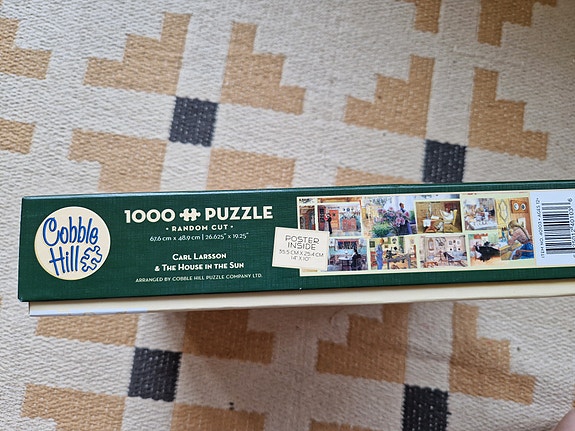 Cobble
Hill
1000 PUZZLE
• RANDOM CUT •
67.6 cm x 48.9 cm | 26.625" x 19.25"
CARL LARSSON
& THE HOUSE IN THE SUN
ARRANGED BY COBBLE HILL PUZZLE COMPANY LTD.
POSTER
INSIDE
35.5 CM X 25.4 CM
14" X 10"